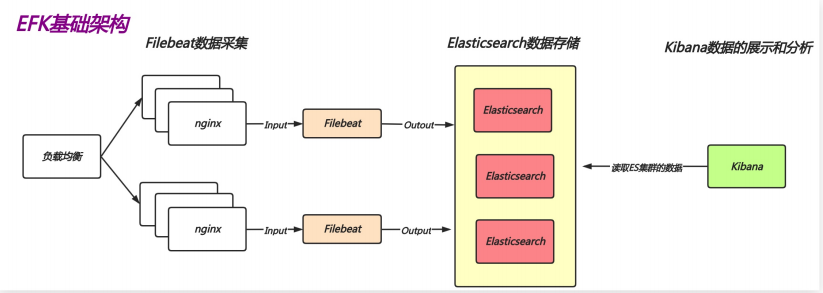 EFK基础架构
Filebeat数据采集
Elasticsearch数据存储
Kibana数据的展示和分析
负载均衡
nginx
Input
Filebeat
Outout
Elasticsearch
Elasticsearch
读取ES集群的数据
Kibana
nginx
Input
Filebeat
Output
Elasticsearch